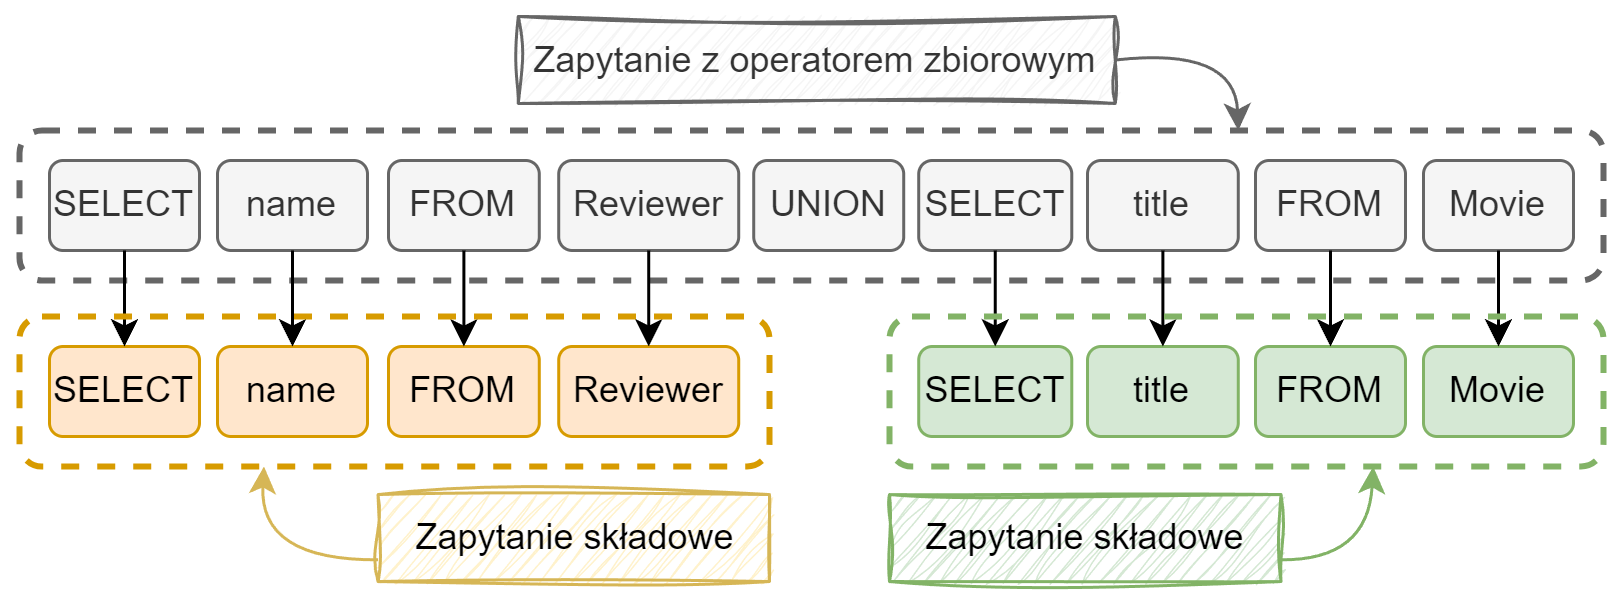 Zapytanie z operatorem zbiorowym
SELECT name FROM Reviewer UNION SELECT title FROM Movie
SELECT name FROM Reviewer SELECT title FROM Movie
Zapytanie składowe Zapytanie składowe